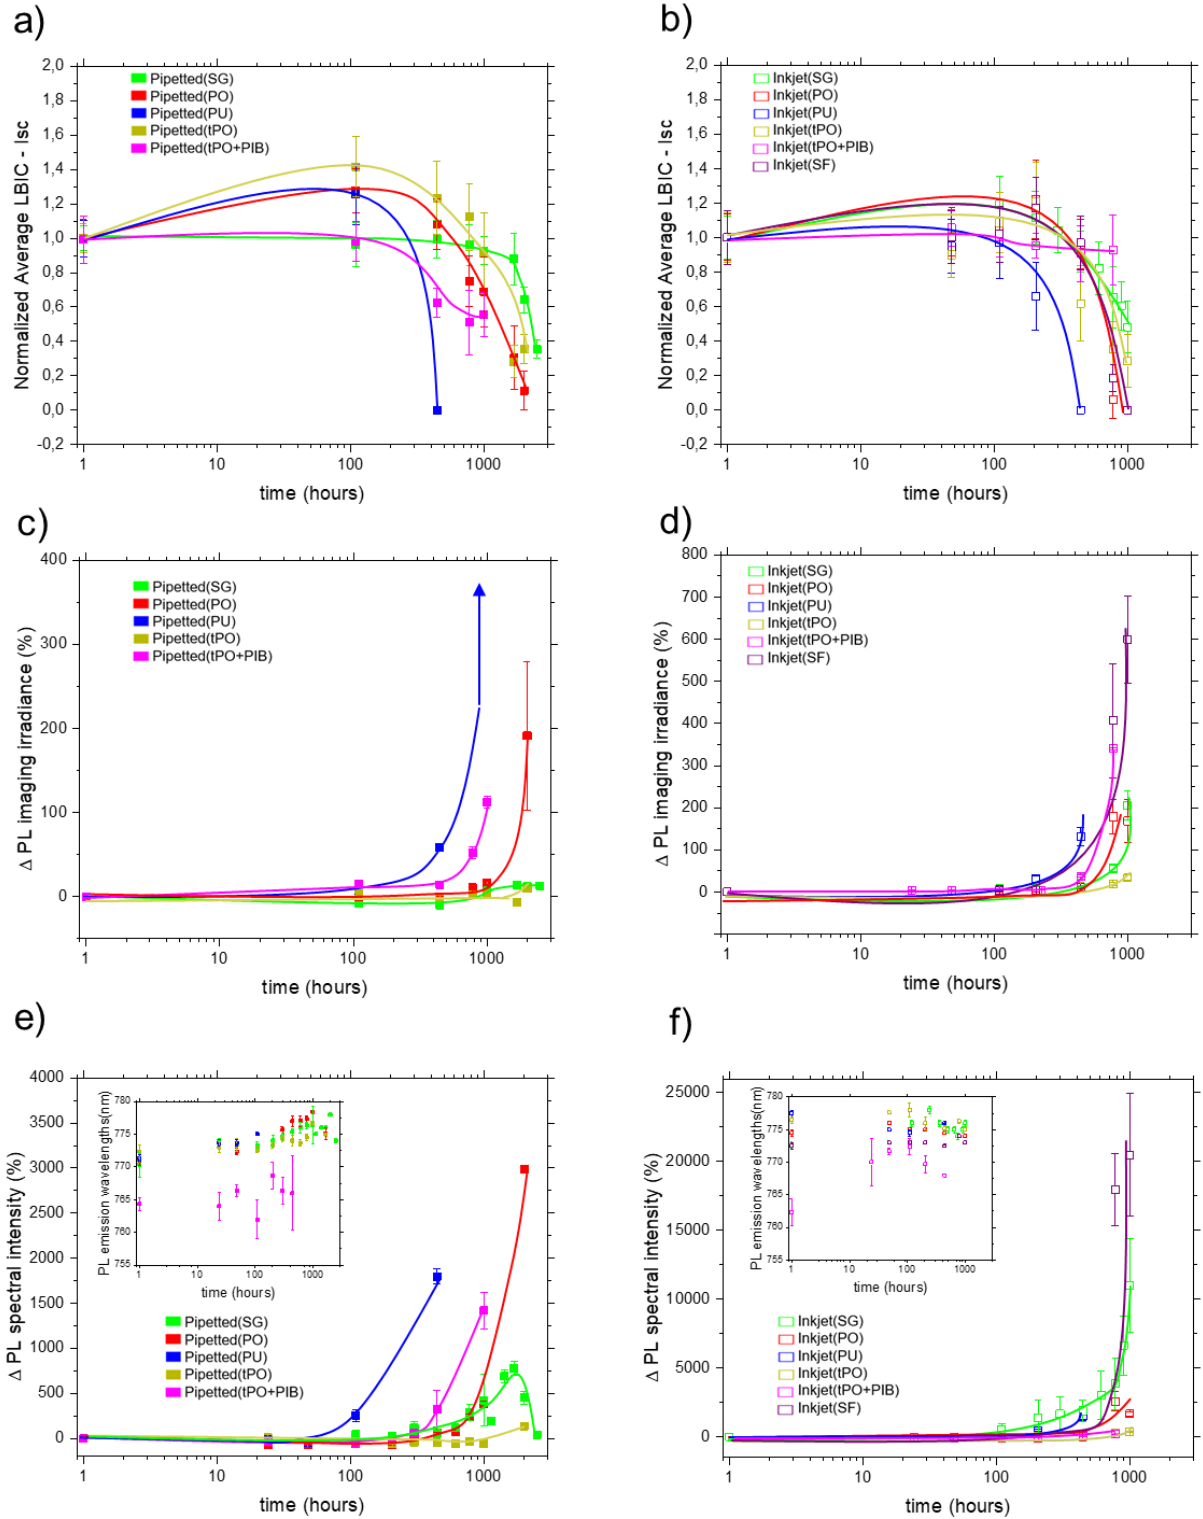 a)
2,0
1,8
1,6
1,4
1,2
1,0
0,8
0,6
0,4
0,2
0,0
-0,2
Normalized Average LBIC - Isc
Pipetted(SG)
Pipetted(PO)
Pipetted(PU)
Pipetted(tPO)
Pipetted(tPO+PIB)
1
10
100
1000
time (hours)
b)
2,0
1,8
1,6
1,4
1,2
1,0
0,8
0,6
0,4
0,2
0,0
-0,2
Normalized Average LBIC - Isc
Inkjet(SG)
Inkjet(PO)
Inkjet(PU)
Inkjet(tPO)
Inkjet(tPO+PIB)
Inkjet(SF)
1
10
100
1000
time (hours)
c)
400
300
200
100
0
Δ PL imaging irradiance (%)
Pipetted(SG)
Pipetted(PO)
Pipetted(PU)
Pipetted(tPO)
Pipetted(tPO+PIB)
1
10
100
1000
time (hours)
d)
800
700
600
500
400
300
200
100
0
Δ PL imaging irradiance (%)
Inkjet(SG)
Inkjet(PO)
Inkjet(PU)
Inkjet(tPO)
Inkjet(tPO+PIB)
Inkjet(SF)
1
10
100
1000
time (hours)
e)
4000
3500
3000
2500
2000
1500
1000
500
0
Δ PL spectral intensity (%)
780
775
770
765
760
755
PL emission wavelengths(nm)
1
10
100
1000
time (hours)
Pipetted(SG)
Pipetted(PO)
Pipetted(PU)
Pipetted(tPO)
Pipetted(tPO+PIB)
1
10
100
1000
time (hours)
f)
25000
20000
15000
10000
5000
0
Δ PL spectral intensity (%)
780
775
770
765
760
755
PL emission wavelengths(nm)
1
10
100
1000
time (hours)
Inkjet(SG)
Inkjet(PO)
Inkjet(PU)
Inkjet(tPO)
Inkjet(tPO+PIB)
Inkjet(SF)
1
10
100
1000
time (hours)